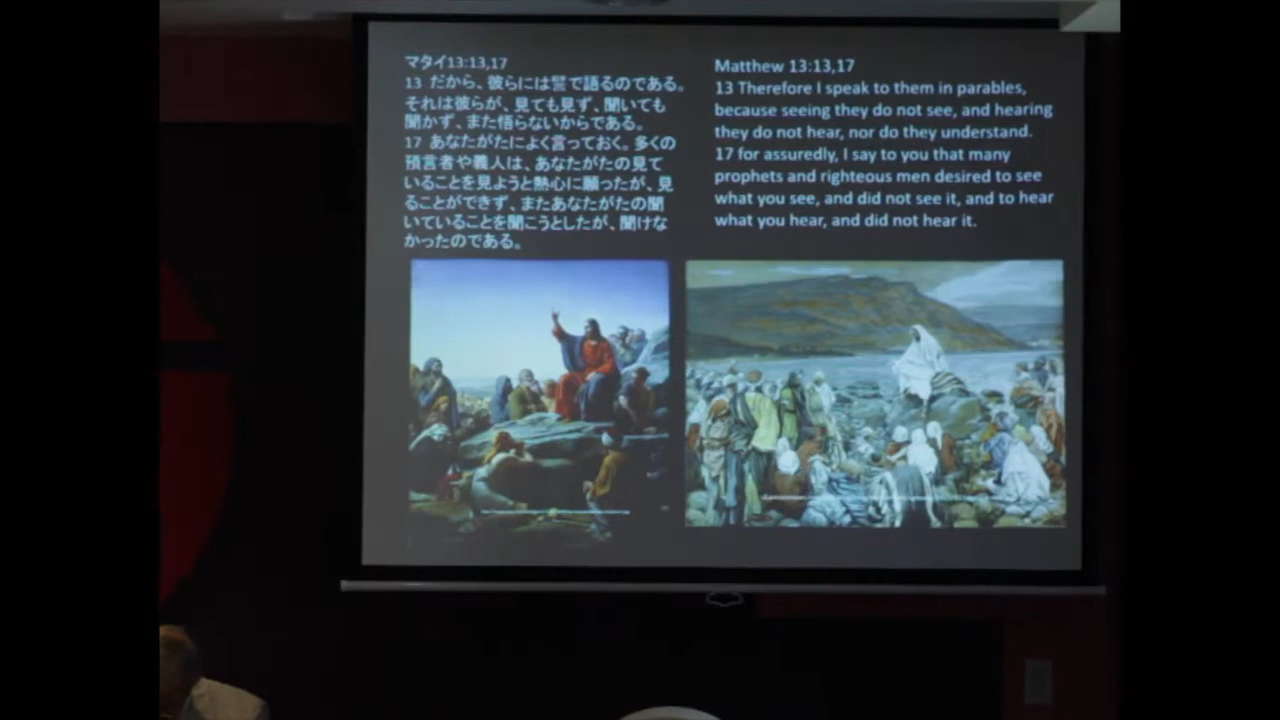 マタイ13:13,17
13 だから、彼らには譬で語るのである。
それは彼らが、見ても見ず、聞いても
聞かず、また悟らないからである。
17 あなたがたによく言っておく。多くの
預言者や義人は、あなたがたの見て
いることを見ようと熱心に願ったが、見
ることができず、またあなたがたの聞
いていることを聞こうとしたが、聞けな
かったのである。
Matthew 13:13,17
13 Therefore I speak to them in parables,
because seeing they do not see, and hearing
they do not hear, nor do they understand.
17 for assuredly, I say to you that many
prophets and righteous men desired to see
what you see, and did not see it, and to hear
what you hear, and did not hear it.